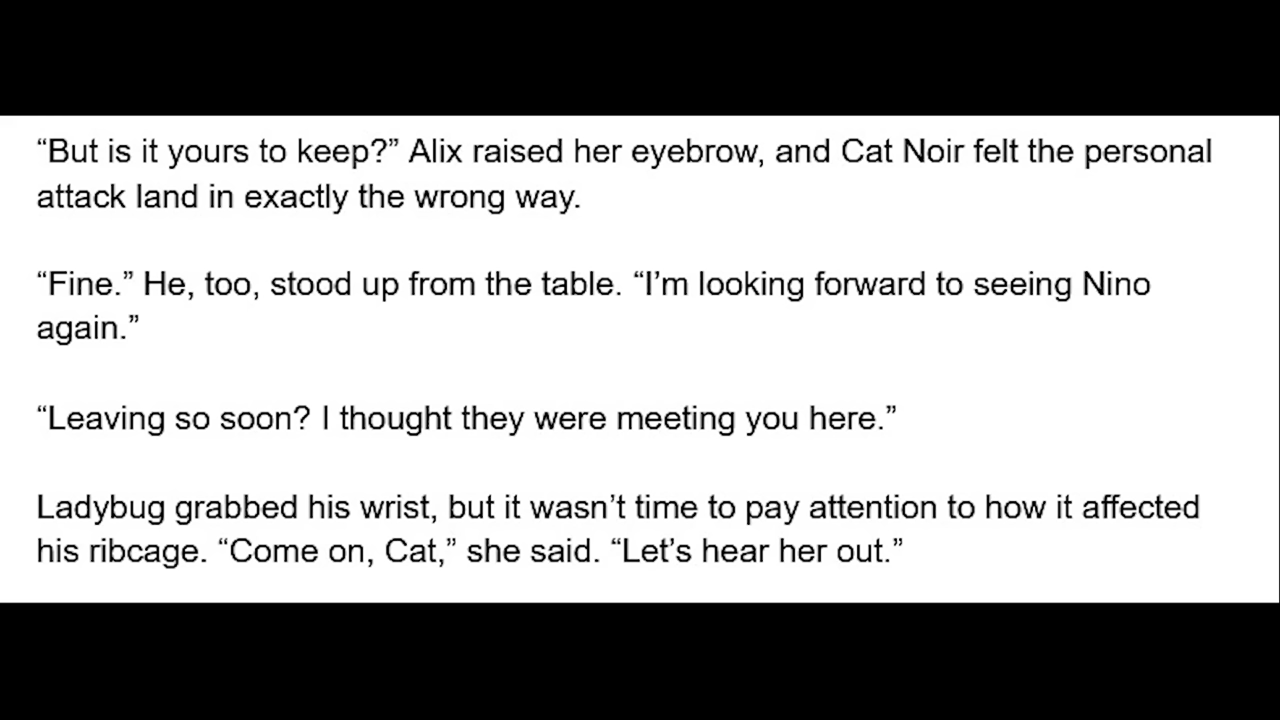 “But is it yours to keep?” Alix raised her eyebrow, and Cat Noir felt the personal
attack land in exactly the wrong way.
“Fine.” He, too, stood up from the table. “I’m looking forward to seeing Nino
again.”
“Leaving so soon? I thought they were meeting you here.”
Ladybug grabbed his wrist, but it wasn’t time to pay attention to how it affected
his ribcage. “Come on, Cat,” she said. “Let’s hear her out.”